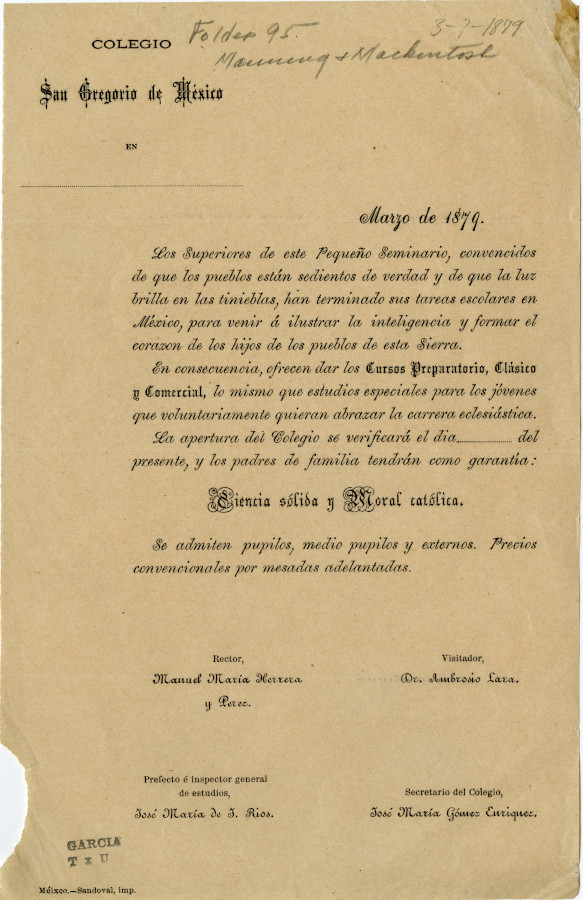 Folder 95.
3-?-1879
Manning & Mackintosh
COLEGIO
San Gregorio de México
EN
Marzo de 1879.
Los Superiores de este Pequeño Seminario, convencidos
de que los pueblos están sedientos de verdad y de que la luz
brilla en las tinieblas, han terminado sus tareas escolares en
México, para venir á ilustrar la inteligencia y formar el
corazon de los hijos de los pueblos de esta Sierra.
En consecuencia, ofrecen dar los Cursos Preparatorio, Clásico
y Comercial, lo mismo que estudios especiales para los jóvenes
que voluntariamente quieran abrazar la carrera eclesiástica.
La apertura del Colegio se verificará el dia............... del
presente, y los padres de familia tendrán como garantía:
Ciencia sólida y Moral católica.
Se admiten pupilos, medio pupilos y externos. Precios
convencionales por mesadas adelantadas.
Rector,
Manuel María Herrera
y Perez.
Visitador,
Dr. Ambrosio Lara.
Prefecto é inspector general
de estudios,
José María de J. Rios.
Secretario del Colegio,
José María Gómez Enriquez.
GARCIA
T x U
Méixco.—Sandoval, imp.